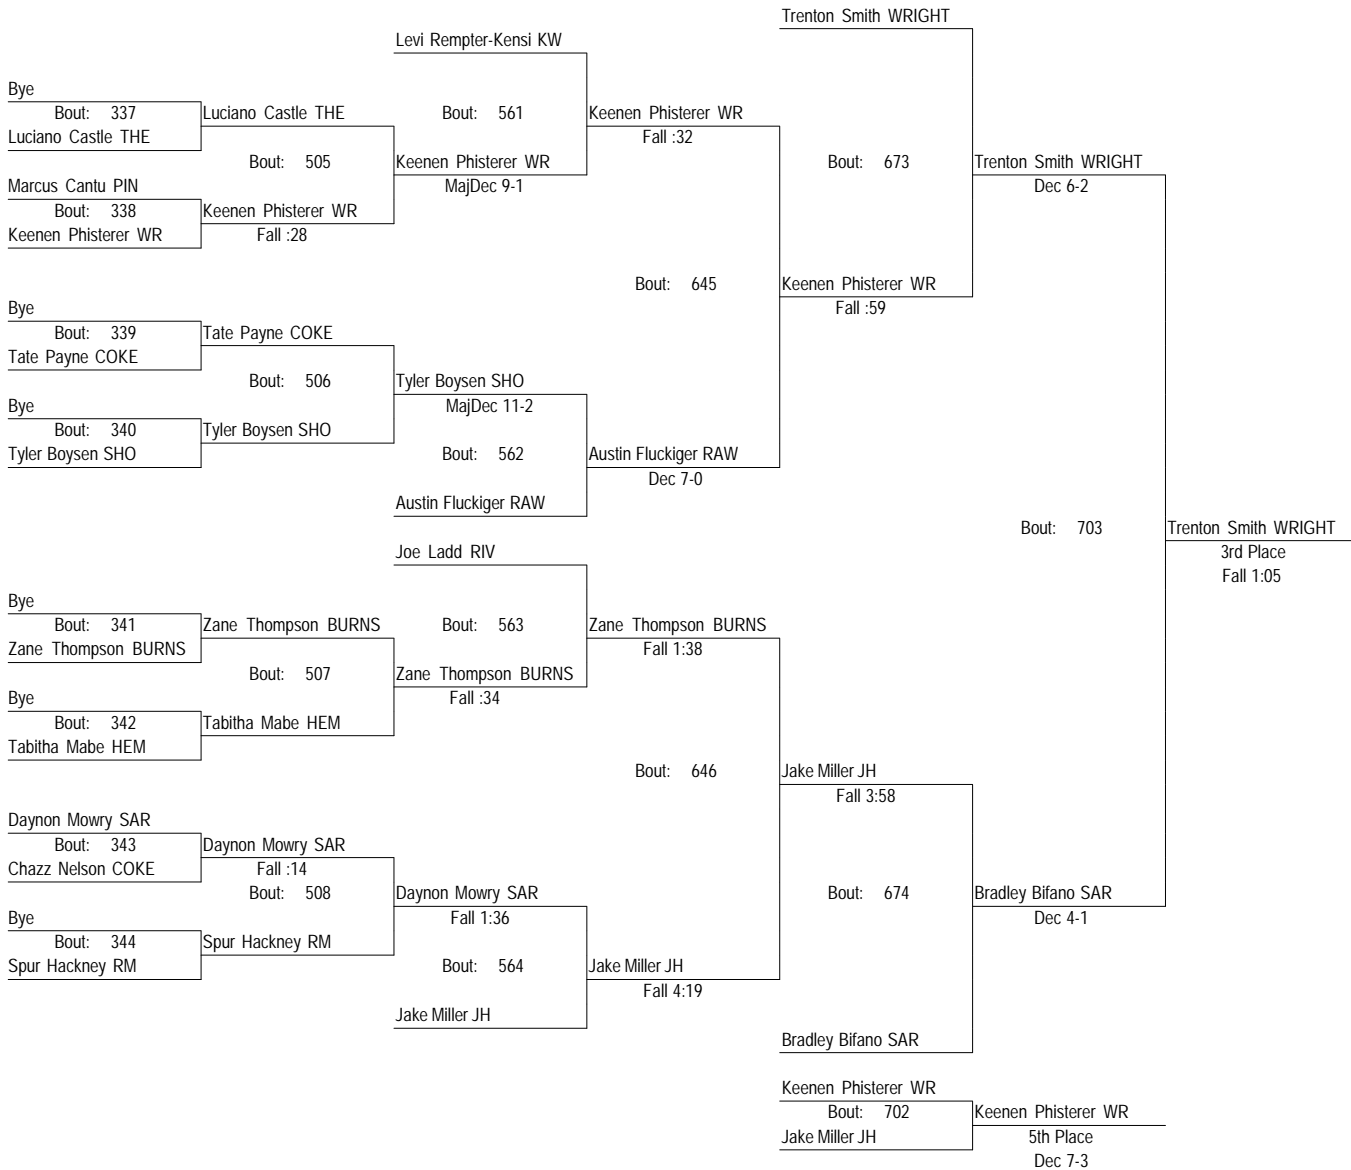 Trenton Smith WRIGHT
Levi Rempter-Kensi KW
Bye
Bout: 337
Luciano Castle THE
Bout: 561
Keenen Phisterer WR
Luciano Castle THE
Fall :32
Bout: 505
Keenen Phisterer WR
Bout: 673
Trenton Smith WRIGHT
Marcus Cantu PIN
MajDec 9-1
Dec 6-2
Bout: 338
Keenen Phisterer WR
Keenen Phisterer WR
Fall :28
Bout: 645
Keenen Phisterer WR
Bye
Fall :59
Bout: 339
Tate Payne COKE
Tate Payne COKE
Bout: 506
Tyler Boysen SHO
Bye
MajDec 11-2
Bout: 340
Tyler Boysen SHO
Tyler Boysen SHO
Bout: 562
Austin Fluckiger RAW
Dec 7-0
Austin Fluckiger RAW
Bout: 703
Trenton Smith WRIGHT
Joe Ladd RIV
3rd Place
Fall 1:05
Bye
Bout: 341
Zane Thompson BURNS
Bout: 563
Zane Thompson BURNS
Zane Thompson BURNS
Fall 1:38
Bout: 507
Zane Thompson BURNS
Bye
Fall :34
Bout: 342
Tabitha Mabe HEM
Tabitha Mabe HEM
Bout: 646
Jake Miller JH
Fall 3:58
Daynon Mowry SAR
Bout: 343
Daynon Mowry SAR
Chazz Nelson COKE
Fall :14
Bout: 508
Daynon Mowry SAR
Bout: 674
Bradley Bifano SAR
Bye
Fall 1:36
Dec 4-1
Bout: 344
Spur Hackney RM
Spur Hackney RM
Bout: 564
Jake Miller JH
Fall 4:19
Jake Miller JH
Bradley Bifano SAR
Keenen Phisterer WR
Bout: 702
Keenen Phisterer WR
Jake Miller JH
5th Place
Dec 7-3